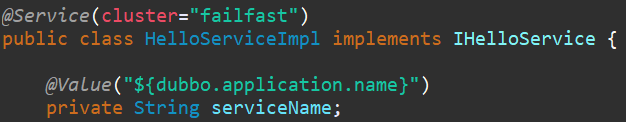 @Service(cluster="failfast")
public class HelloServiceImpl implements IHelloService {
@Value("${dubbo.application.name}")
private String serviceName;